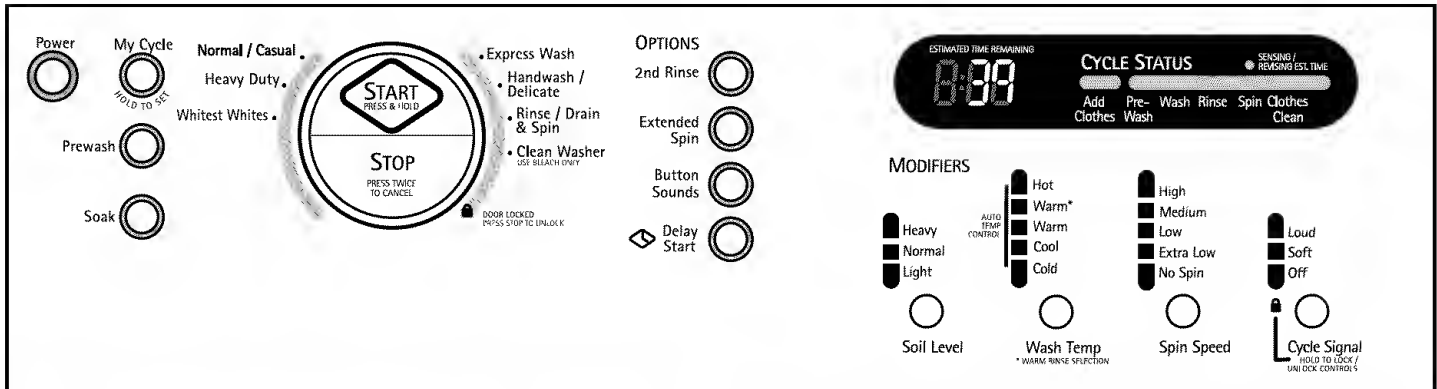 Power
My Cycle
HOLD TO SET
Prewash
Soak
Normal / Casual
Heavy Duty
Whitest Whites
START
PRESS & HOLD
STOP
PRESS TWICE
TO CANCEL
Express Wash
Handwash /
Delicate
Rinse / Drain
& Spin
Clean Washer
USE BLEACH ONLY
DOOR LOCKED
PRESS STOP TO UNLOCK
OPTIONS
2nd Rinse
Extended
Spin
Button
Sounds
Delay
Start
ESTIMATED TIME REMAINING
39
CYCLE STATUS
SENSING /
REVISING EST. TIME
Add
Clothes
Pre-
Wash
Wash
Rinse
Spin
Clothes
Clean
MODIFIERS
Heavy
Normal
Light
Soil Level
AUTO
TEMP
CONTROL
Hot
Warm*
Warm
Cool
Cold
Wash Temp
* WARM RINSE SELECTION
High
Medium
Low
Extra Low
No Spin
Spin Speed
Loud
Soft
Off
Cycle Signal
HOLD TO LOCK /
UNLOCK CONTROLS